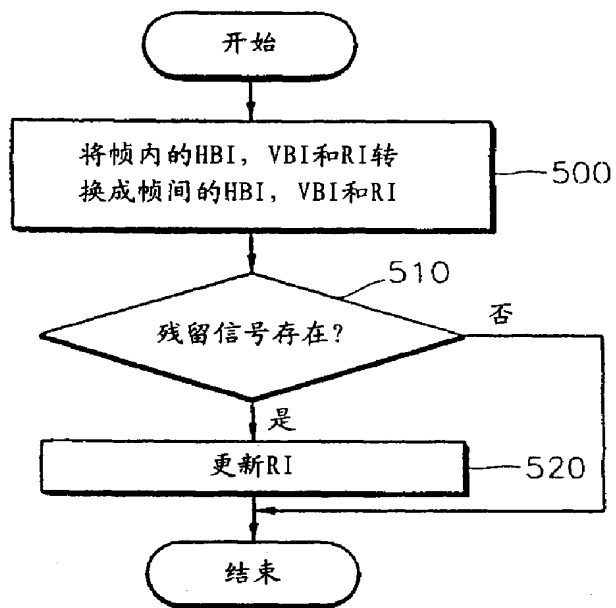 开始
将帧内的HBI, VBI和RI转
换成帧间的HBI, VBI和RI
500
510
残留信号存在?
否
是
更新RI
520
结束